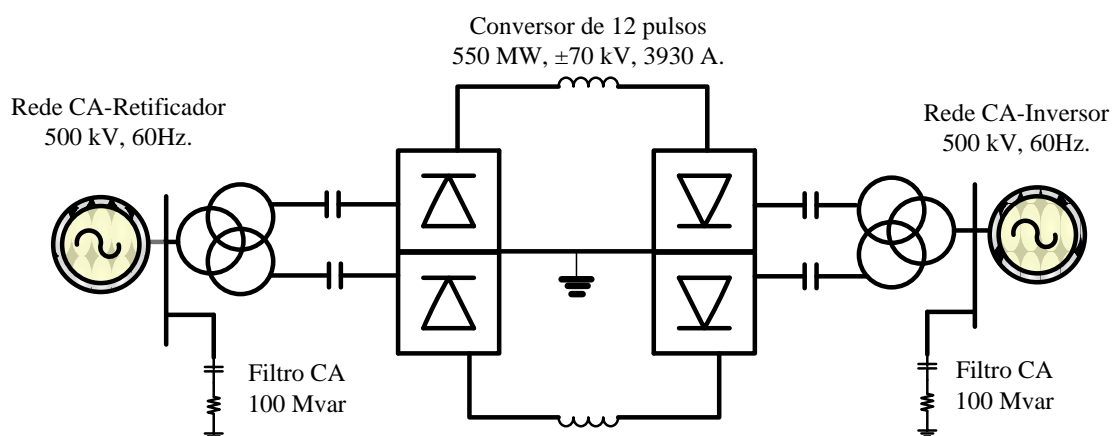 Conversor de 12 pulsos
550 MW, ±70 kV, 3930 A.
Rede CA-Retificador
500 kV, 60Hz.
Rede CA-Inversor
500 kV, 60Hz.
Filtro CA
100 Mvar
Filtro CA
100 Mvar